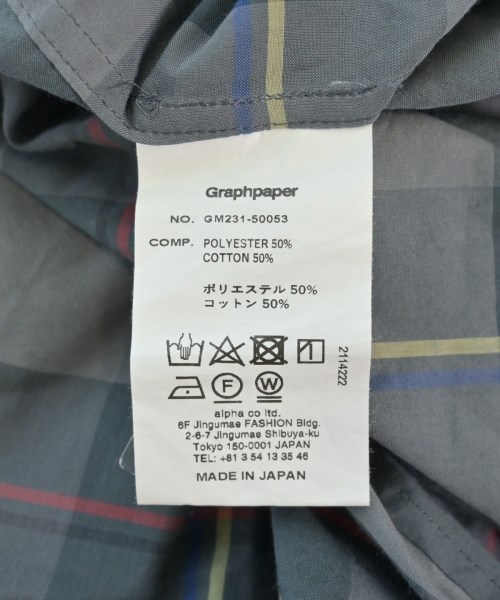 Graphpaper
NO. GM231-50053
COMP. POLYESTER 50%
COTTON 50%
ポリエステル 50%
コットン 50%
2114222
F W
alpha co ltd.
6F Jingumae FASHION Bldg.
2-6-7 Jingumae Shibuya-ku
Tokyo 150-0001 JAPAN
TEL: +81 3 54 13 35 46
MADE IN JAPAN